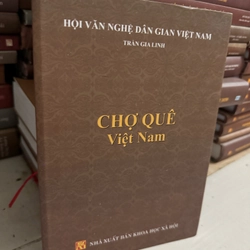 HỘI VĂN NGHỆ DÂN GIAN VIỆT NAM
TRẦN GIA LINH
CHỢ QUÊ
Việt Nam
NHÀ XUẤT BẢN KHOA HỌC XÃ HỘI